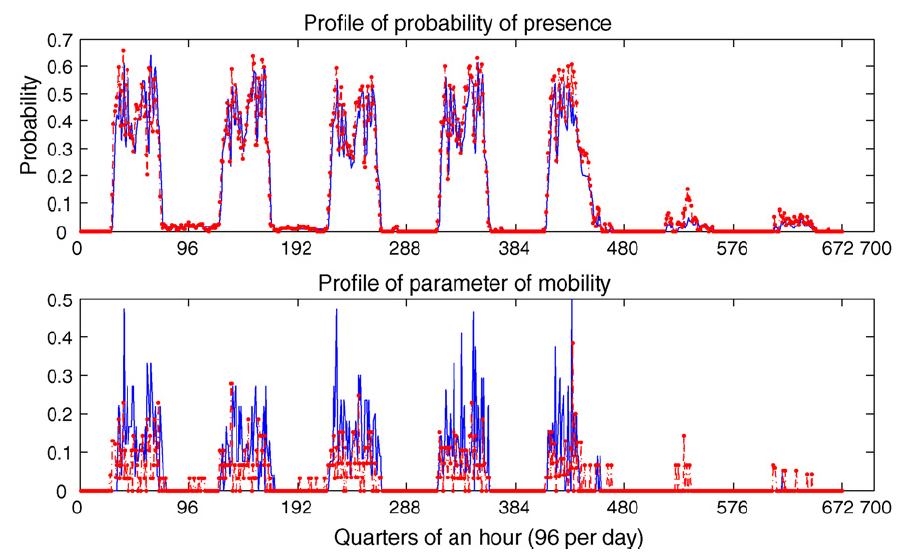 Profile of probability of presence
Probability
0.7
0.6
0.5
0.4
0.3
0.2
0.1
0
0 96 192 288 384 480 576 672 700
Profile of parameter of mobility
0.5
0.4
0.3
0.2
0.1
0
0 96 192 288 384 480 576 672 700
Quarters of an hour (96 per day)